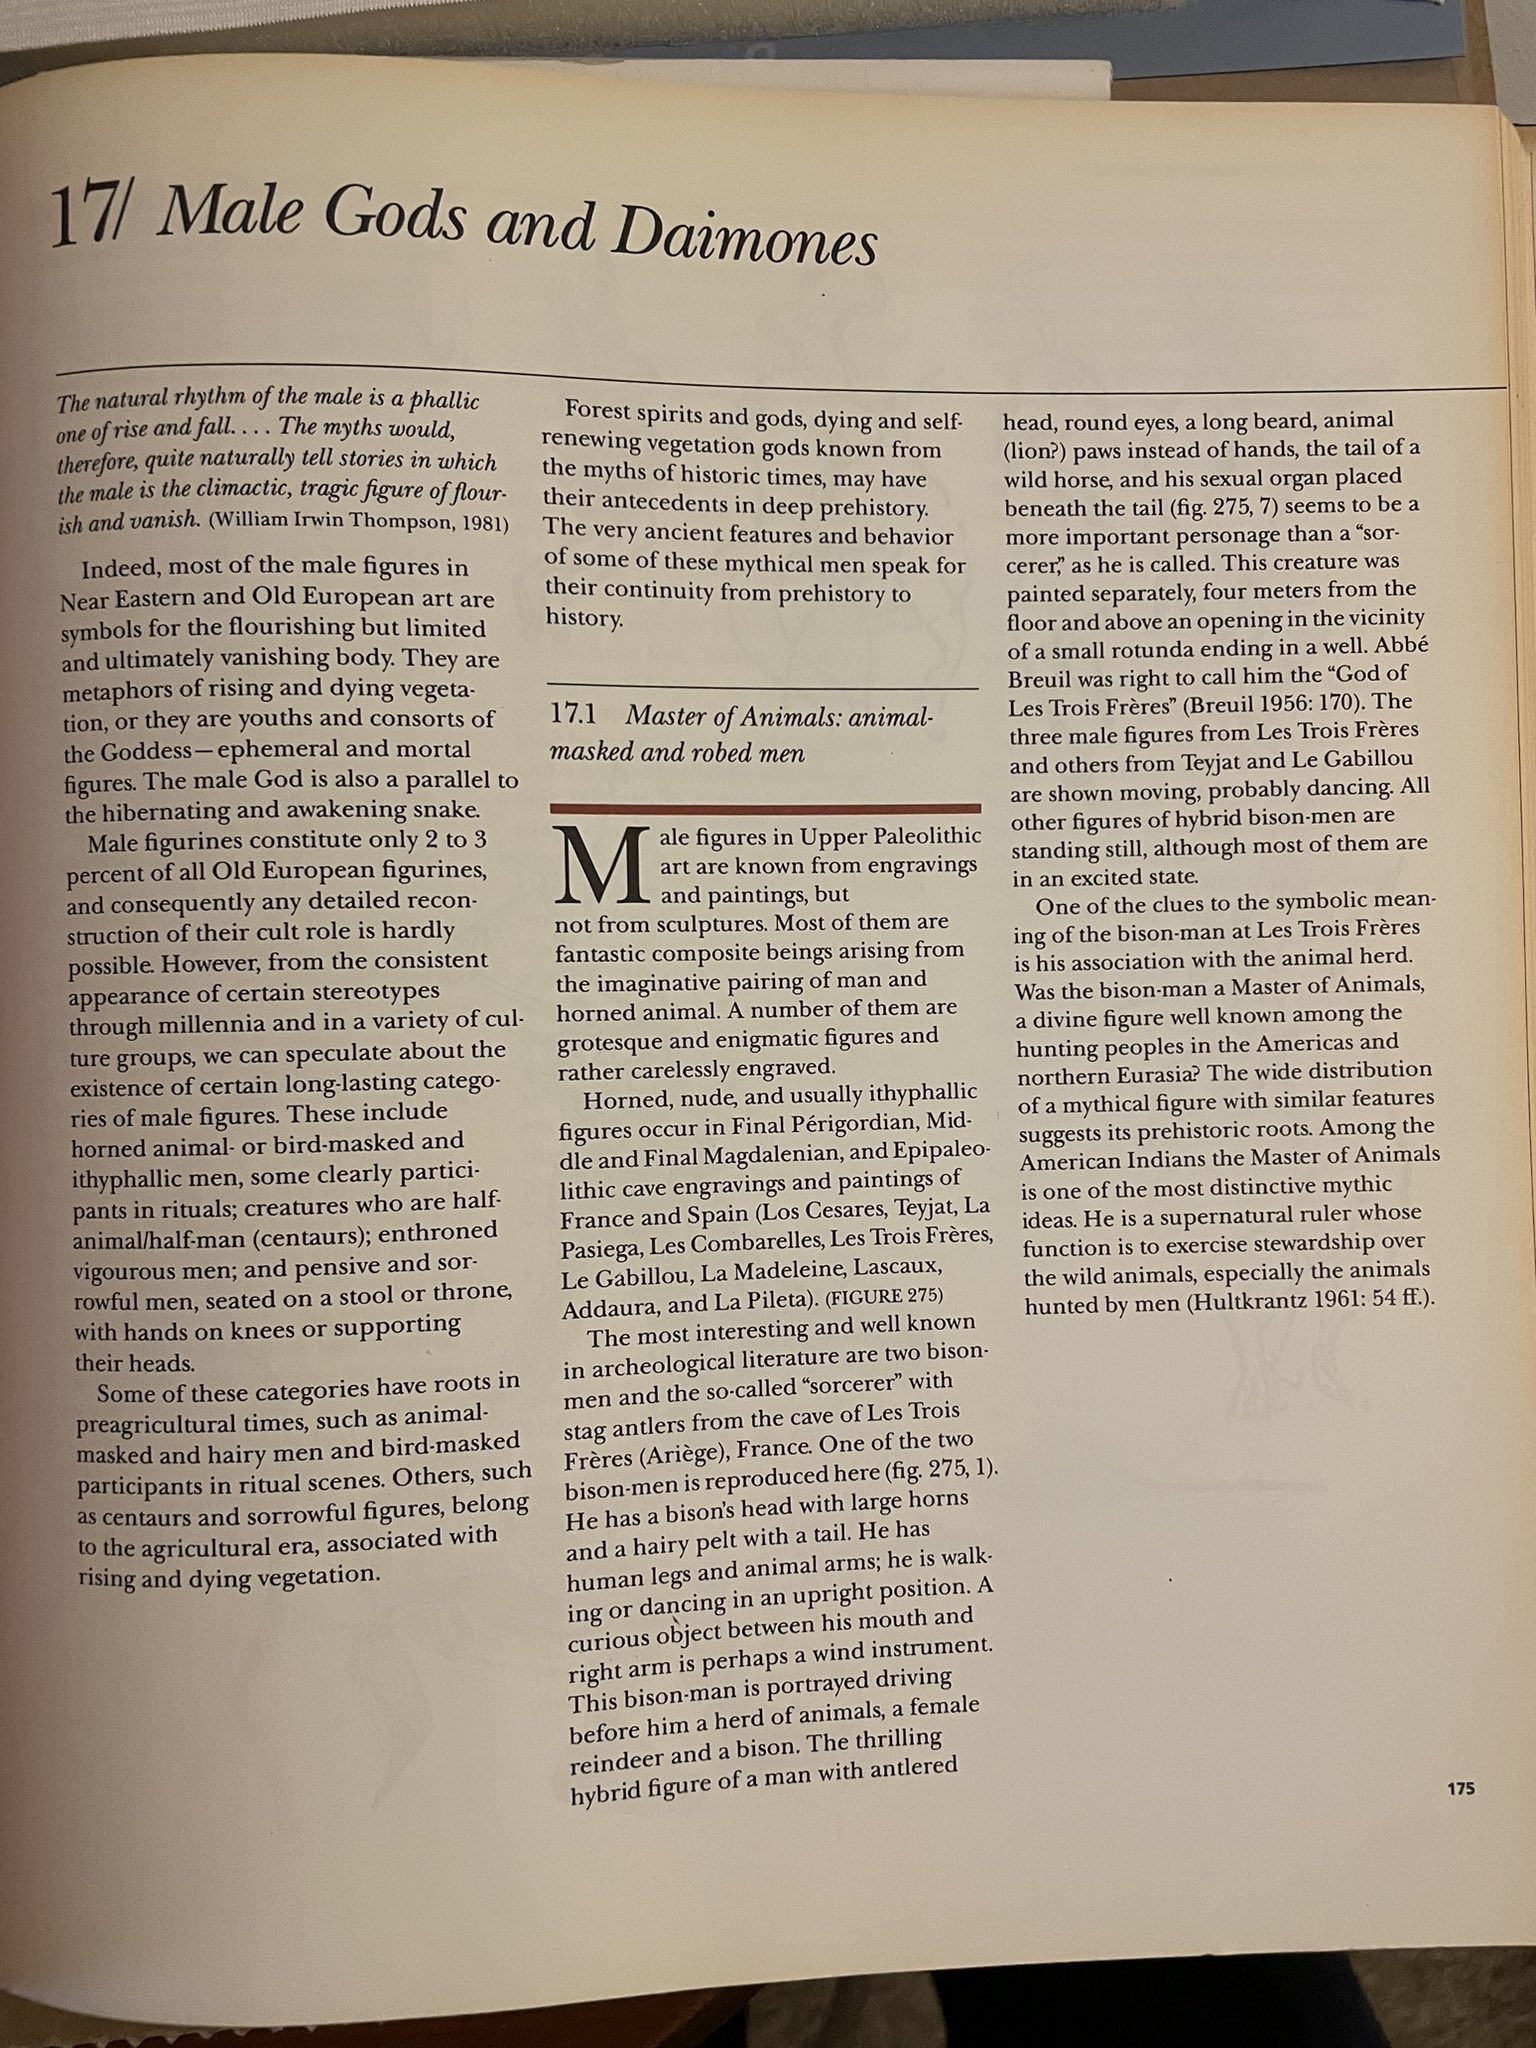 17/ Male Gods and Daimones
The natural rhythm of the male is a phallic
one of rise and fall. . . . The myths would,
therefore, quite naturally tell stories in which
the male is the climactic, tragic figure of flour-
ish and vanish. (William Irwin Thompson, 1981)
Indeed, most of the male figures in
Near Eastern and Old European art are
symbols for the flourishing but limited
and ultimately vanishing body. They are
metaphors of rising and dying vegeta-
tion, or they are youths and consorts of
the Goddess—ephemeral and mortal
figures. The male God is also a parallel to
the hibernating and awakening snake.
Male figurines constitute only 2 to 3
percent of all Old European figurines,
and consequently any detailed recon-
struction of their cult role is hardly
possible. However, from the consistent
appearance of certain stereotypes
through millennia and in a variety of cul-
ture groups, we can speculate about the
existence of certain long-lasting catego-
ries of male figures. These include
horned animal- or bird-masked and
ithyphallic men, some clearly partici-
pants in rituals; creatures who are half-
animal/half-man (centaurs); enthroned
vigourous men; and pensive and sor-
rowful men, seated on a stool or throne,
with hands on knees or supporting
their heads.
Some of these categories have roots in
preagricultural times, such as animal-
masked and hairy men and bird-masked
participants in ritual scenes. Others, such
as centaurs and sorrowful figures, belong
to the agricultural era, associated with
rising and dying vegetation.
Forest spirits and gods, dying and self-
renewing vegetation gods known from
the myths of historic times, may have
their antecedents in deep prehistory.
The very ancient features and behavior
of some of these mythical men speak for
their continuity from prehistory to
history.
17.1 Master of Animals: animal-
masked and robed men
Male figures in Upper Paleolithic
art are known from engravings
and paintings, but
not from sculptures. Most of them are
fantastic composite beings arising from
the imaginative pairing of man and
horned animal. A number of them are
grotesque and enigmatic figures and
rather carelessly engraved.
Horned, nude, and usually ithyphallic
figures occur in Final Périgordian, Mid-
dle and Final Magdalenian, and Epipaleo-
lithic cave engravings and paintings of
France and Spain (Los Cesares, Teyjat, La
Pasiega, Les Combarelles, Les Trois Frères,
Le Gabillou, La Madeleine, Lascaux,
Addaura, and La Pileta). (FIGURE 275)
The most interesting and well known
in archeological literature are two bison-
men and the so-called “sorcerer” with
stag antlers from the cave of Les Trois
Frères (Ariège), France. One of the two
bison-men is reproduced here (fig. 275, 1).
He has a bison's head with large horns
and a hairy pelt with a tail. He has
human legs and animal arms; he is walk-
ing or dancing in an upright position. A
curious object between his mouth and
right arm is perhaps a wind instrument.
This bison-man is portrayed driving
before him a herd of animals, a female
reindeer and a bison. The thrilling
hybrid figure of a man with antlered
head, round eyes, a long beard, animal
(lion?) paws instead of hands, the tail of a
wild horse, and his sexual organ placed
beneath the tail (fig. 275, 7) seems to be a
more important personage than a “sor-
cerer,” as he is called. This creature was
painted separately, four meters from the
floor and above an opening in the vicinity
of a small rotunda ending in a well. Abbé
Breuil was right to call him the “God of
Les Trois Frères” (Breuil 1956: 170). The
three male figures from Les Trois Frères
and others from Teyjat and Le Gabillou
are shown moving, probably dancing. All
other figures of hybrid bison-men are
standing still, although most of them are
in an excited state.
One of the clues to the symbolic mean-
ing of the bison-man at Les Trois Frères
is his association with the animal herd.
Was the bison-man a Master of Animals,
a divine figure well known among the
hunting peoples in the Americas and
northern Eurasia? The wide distribution
of a mythical figure with similar features
suggests its prehistoric roots. Among the
American Indians the Master of Animals
is one of the most distinctive mythic
ideas. He is a supernatural ruler whose
function is to exercise stewardship over
the wild animals, especially the animals
hunted by men (Hultkrantz 1961: 54 ff.).
175